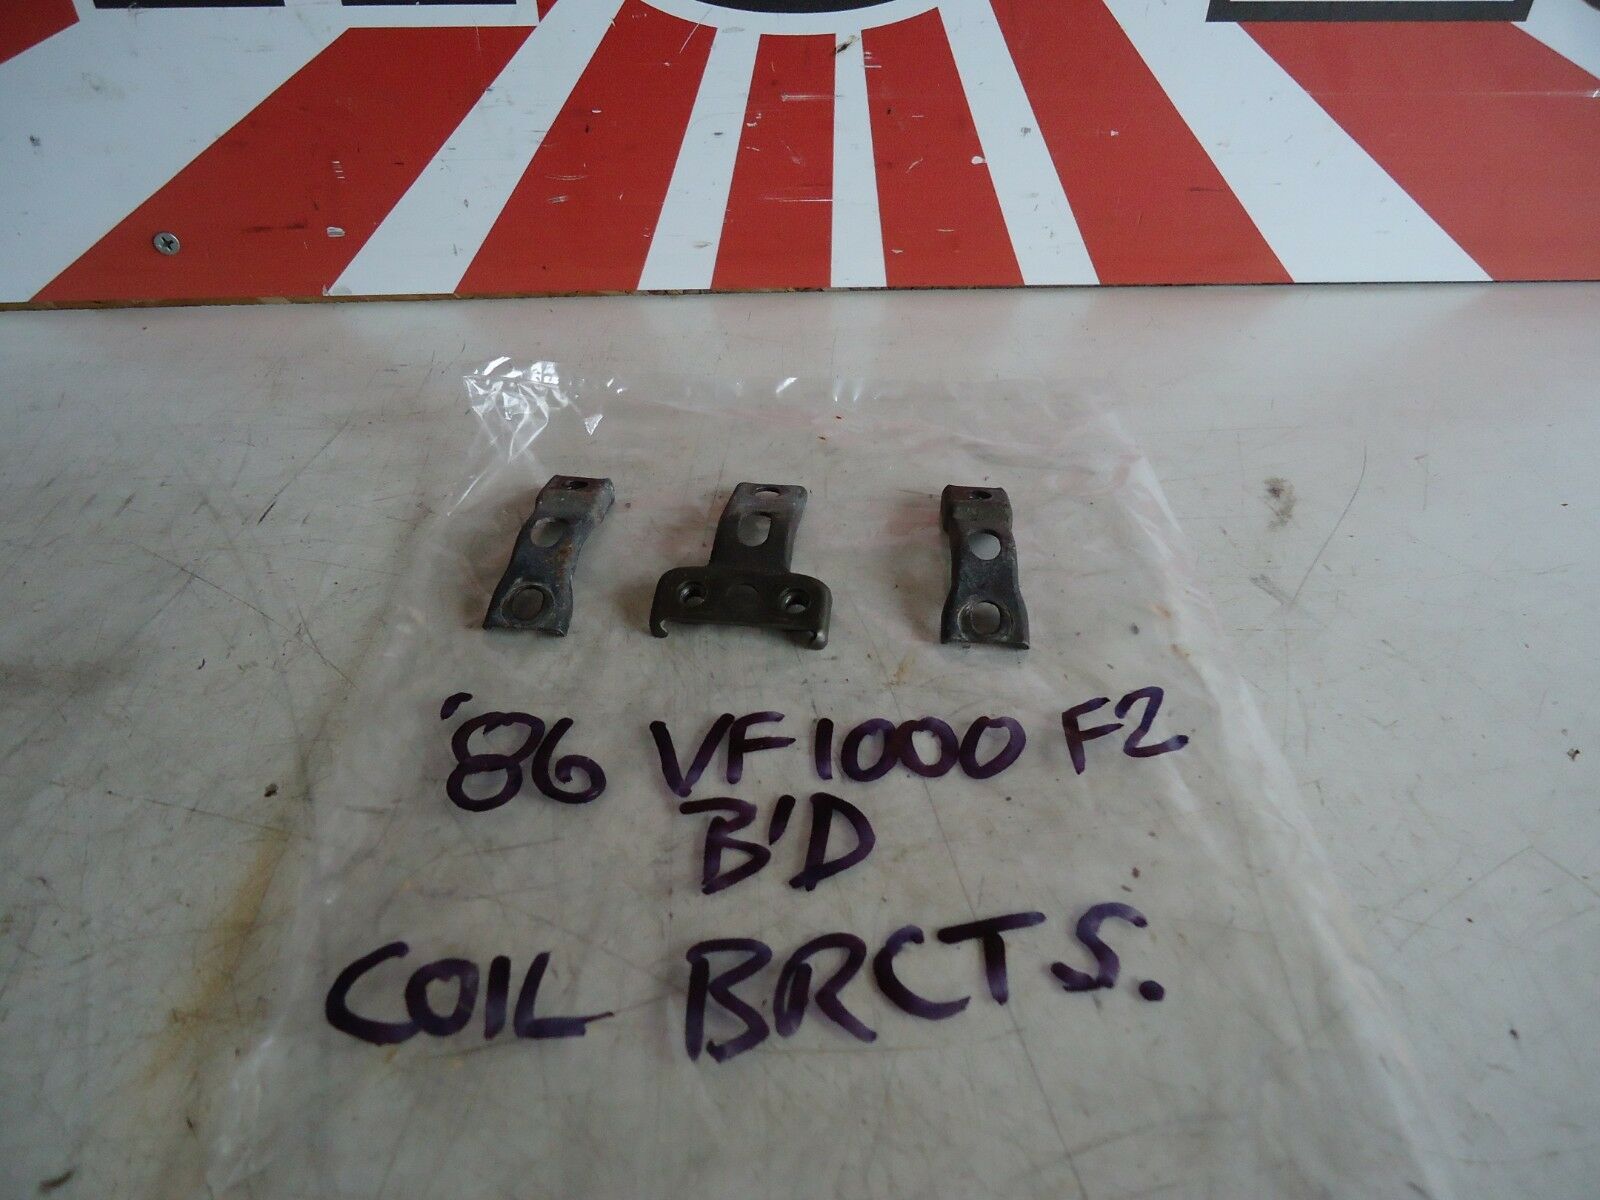 '86 VF1000 F2
B'D
COIL BRCTS.